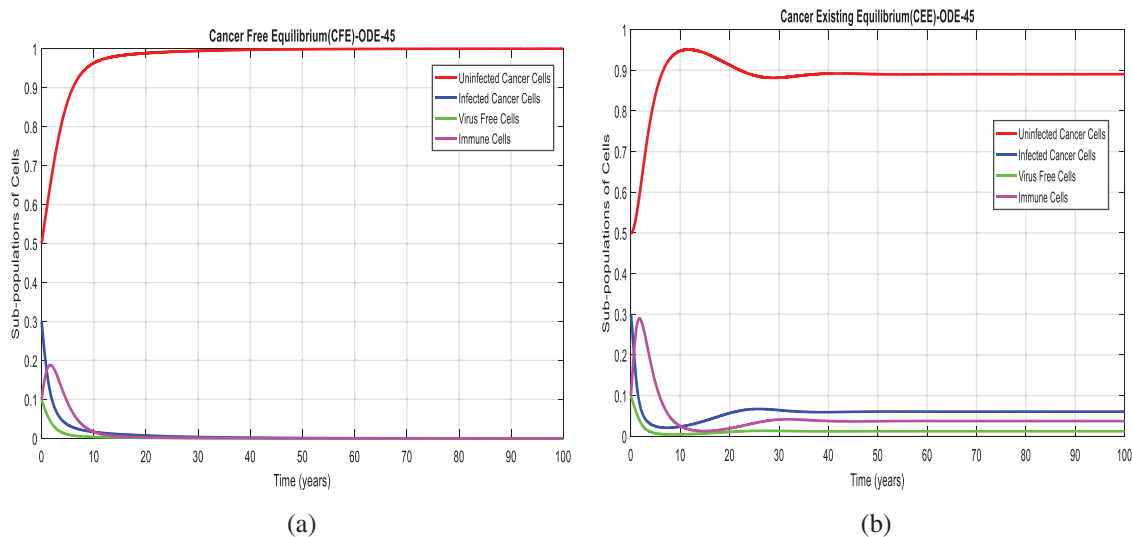 Cancer Free Equilibrium(CFE)-ODE-45
1
0.9
0.8
0.7
0.6
0.5
0.4
0.3
0.2
0.1
0
Sub-populations of Cells
Uninfected Cancer Cells
Infected Cancer Cells
Virus Free Cells
Immune Cells
0 10 20 30 40 50 60 70 80 90 100
Time (years)
(a)
Cancer Existing Equilibrium(CEE)-ODE-45
1
0.9
0.8
0.7
0.6
0.5
0.4
0.3
0.2
0.1
0
Sub-populations of Cells
Uninfected Cancer Cells
Infected Cancer Cells
Virus Free Cells
Immune Cells
0 10 20 30 40 50 60 70 80 90 100
Time (years)
(b)